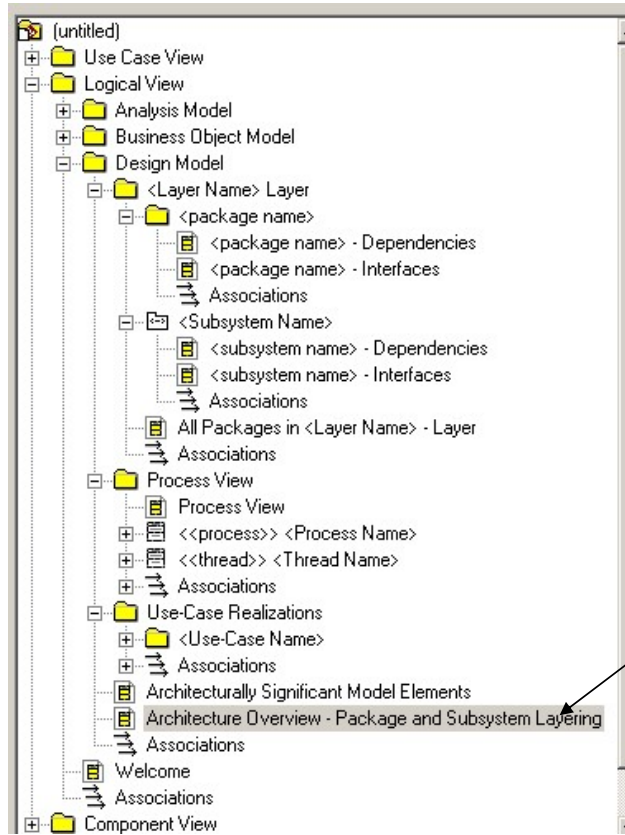 (untitled)
Use Case View
Logical View
Analysis Model
Business Object Model
Design Model
<Layer Name> Layer
<package name>
<package name> - Dependencies
<package name> - Interfaces
Associations
<Subsystem Name>
<subsystem name> - Dependencies
<subsystem name> - Interfaces
Associations
All Packages in <Layer Name> - Layer
Associations
Process View
Process View
<<process>> <Process Name>
<<thread>> <Thread Name>
Associations
Use-Case Realizations
<Use-Case Name>
Associations
Architecturally Significant Model Elements
Architecture Overview - Package and Subsystem Layering
Associations
Welcome
Associations
Component View